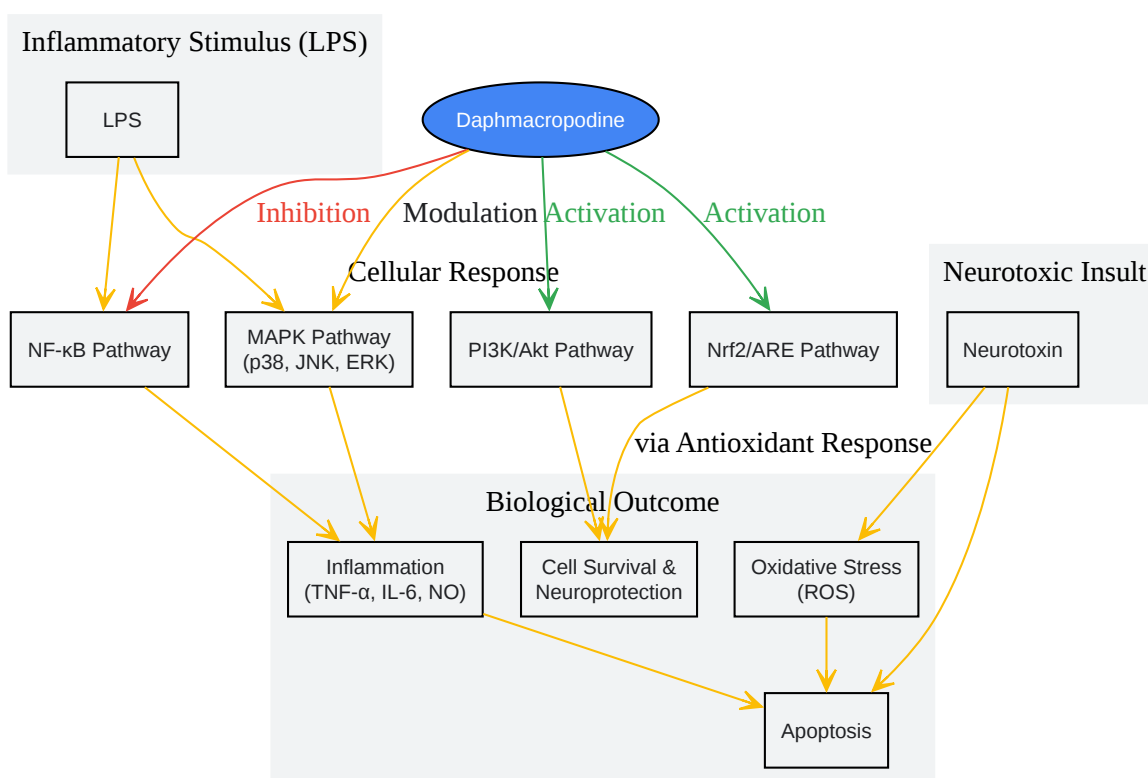 Inflammatory Stimulus (LPS)
LPS
Daphmacropodine
Inhibition
Modulation
Activation
Activation
Cellular Response
Neurotoxic Insult
NF-κB Pathway
MAPK Pathway
(p38, JNK, ERK)
PI3K/Akt Pathway
Nrf2/ARE Pathway
Neurotoxin
via Antioxidant Response
Biological Outcome
Inflammation
(TNF-α, IL-6, NO)
Cell Survival &
Neuroprotection
Oxidative Stress
(ROS)
Apoptosis